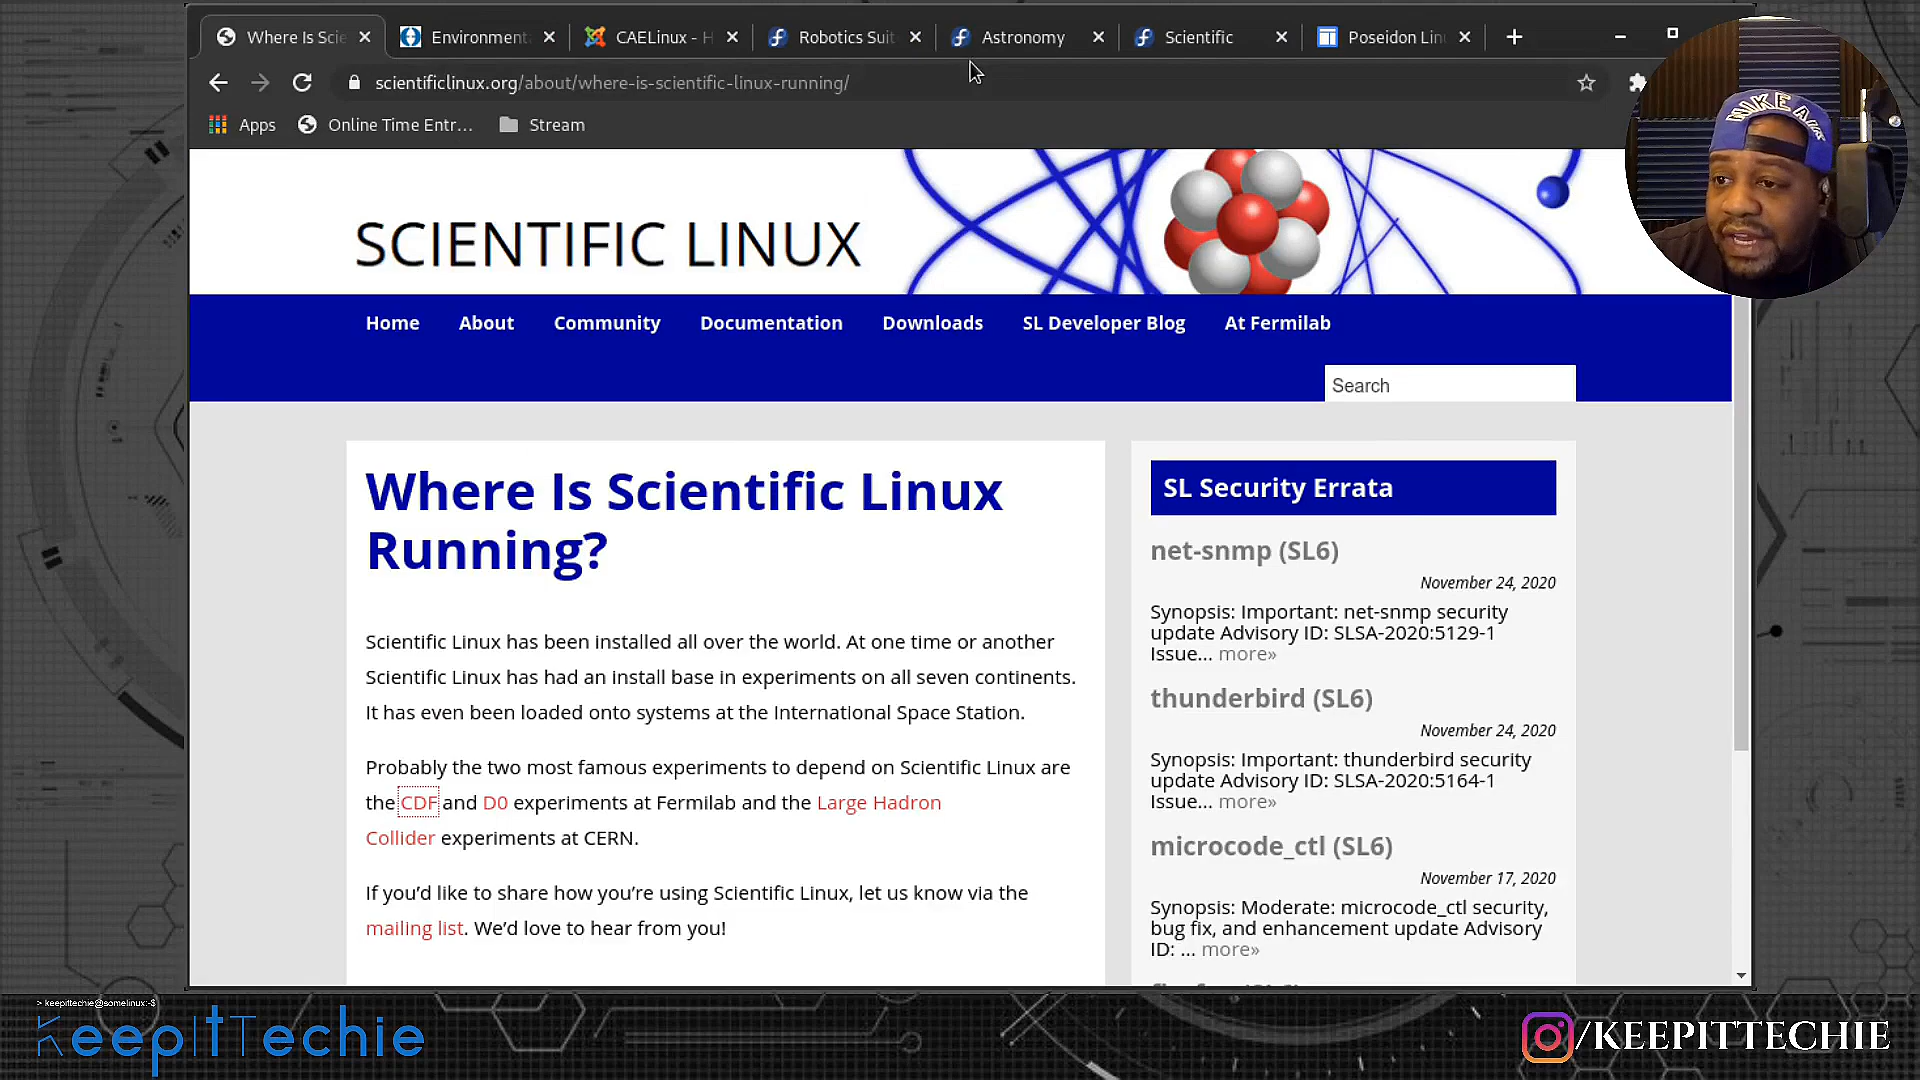 Where Is Scie
Environment
CAELinux - H
Robotics Suit
Astronomy
Scientific
Poseidon Lin
scientificlinux.org/about/where-is-scientific-linux-running/
Apps
Online Time Entr...
Stream
NIKE AIR
SCIENTIFIC LINUX
Home
About
Community
Documentation
Downloads
SL Developer Blog
At Fermilab
Search
Where Is Scientific Linux
Running?
Scientific Linux has been installed all over the world. At one time or another
Scientific Linux has had an install base in experiments on all seven continents.
It has even been loaded onto systems at the International Space Station.
Probably the two most famous experiments to depend on Scientific Linux are
the CDF and D0 experiments at Fermilab and the Large Hadron
Collider experiments at CERN.
If you’d like to share how you’re using Scientific Linux, let us know via the
mailing list. We’d love to hear from you!
SL Security Errata
net-snmp (SL6)
November 24, 2020
Synopsis: Important: net-snmp security
update Advisory ID: SLSA-2020:5129-1
Issue... more»
thunderbird (SL6)
November 24, 2020
Synopsis: Important: thunderbird security
update Advisory ID: SLSA-2020:5164-1
Issue... more»
microcode_ctl (SL6)
November 17, 2020
Synopsis: Moderate: microcode_ctl security,
bug fix, and enhancement update Advisory
ID: ... more»
> keepittechie@somelinux:~$
KeepItTechie
/KEEPITTECHIE